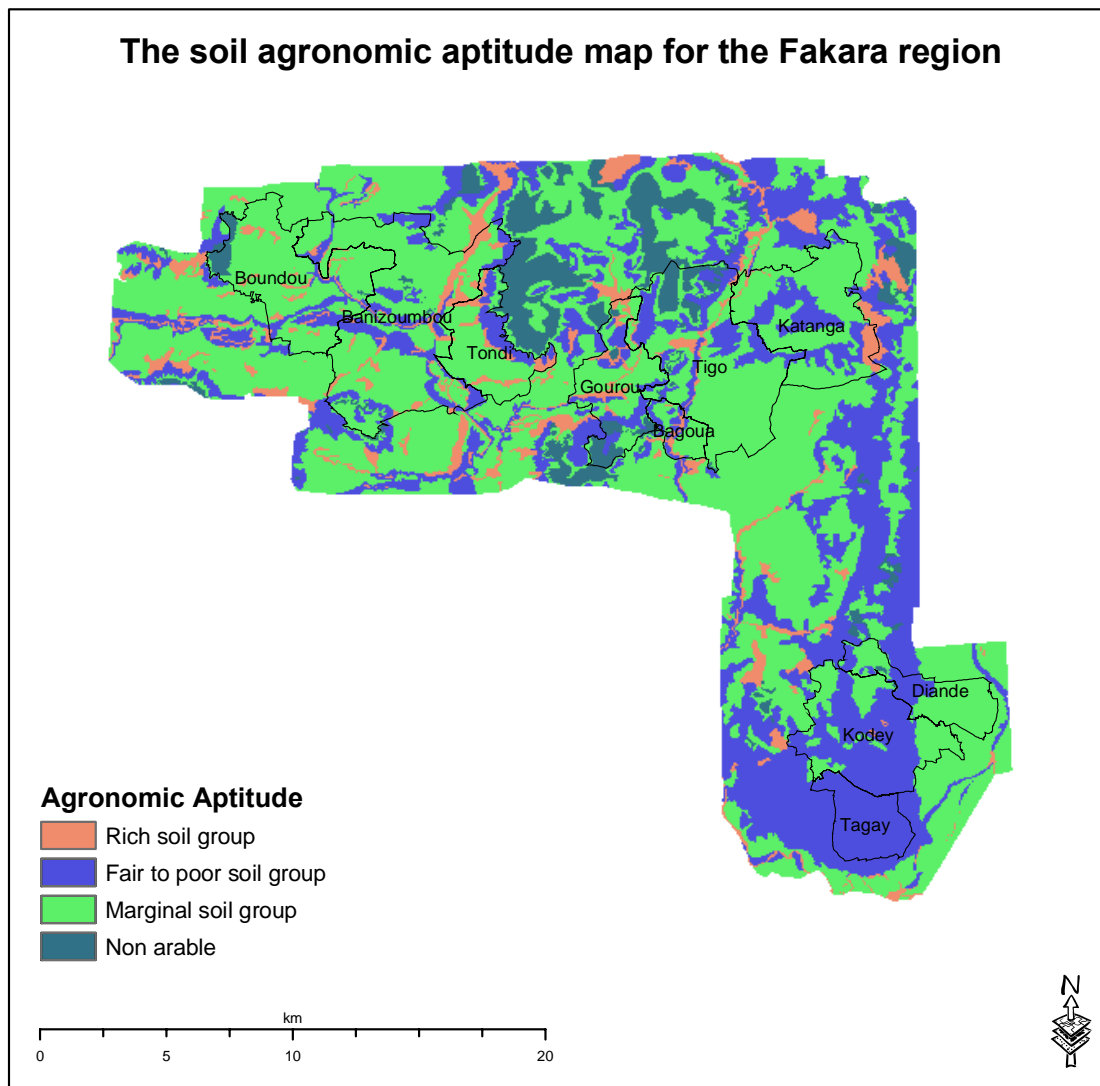 The soil agronomic aptitude map for the Fakara region
Boundou
Banizoumbou
Katanga
Tondi
Tigo
Gourou
Bagoua
Diande
Kodey
Tagay
Agronomic Aptitude
Rich soil group
Fair to poor soil group
Marginal soil group
Non arable
km
0 5 10 20
N